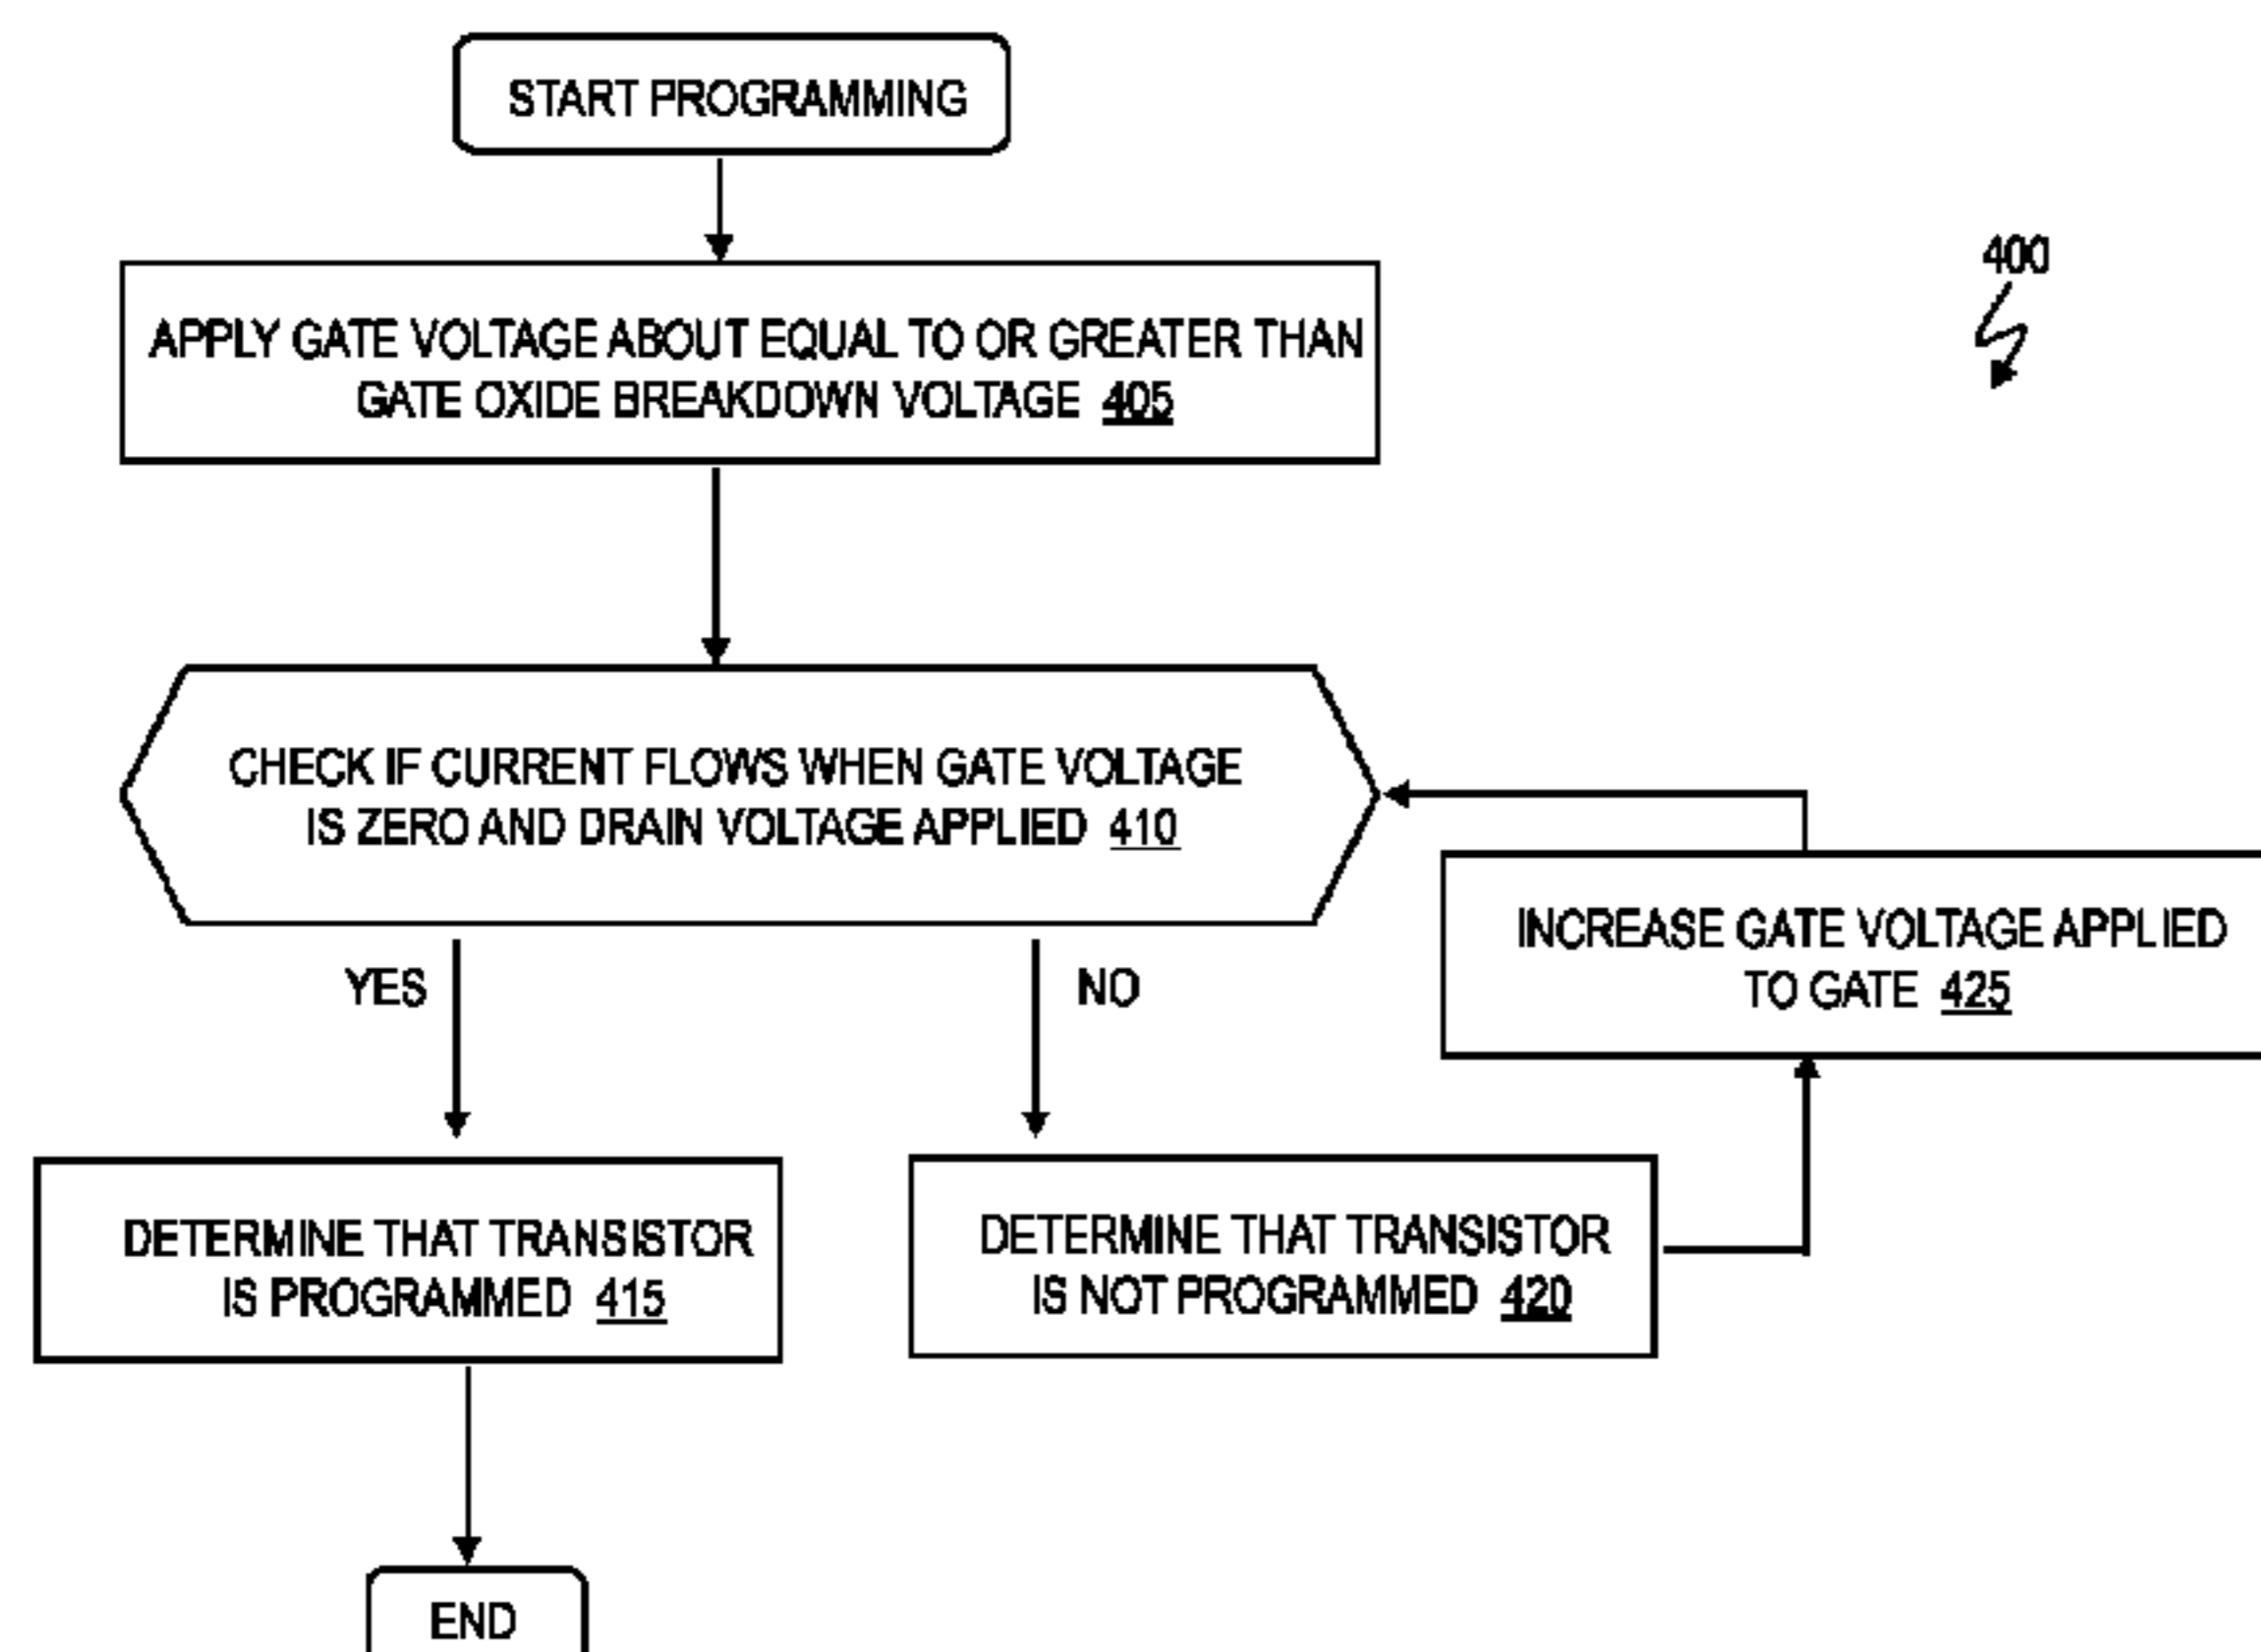 START PROGRAMMING
400
APPLY GATE VOLTAGE ABOUT EQUAL TO OR GREATER THAN
GATE OXIDE BREAKDOWN VOLTAGE 405
CHECK IF CURRENT FLOWS WHEN GATE VOLTAGE
IS ZERO AND DRAIN VOLTAGE APPLIED 410
INCREASE GATE VOLTAGE APPLIED
TO GATE 425
YES
NO
DETERMINE THAT TRANSISTOR
IS PROGRAMMED 415
DETERMINE THAT TRANSISTOR
IS NOT PROGRAMMED 420
END